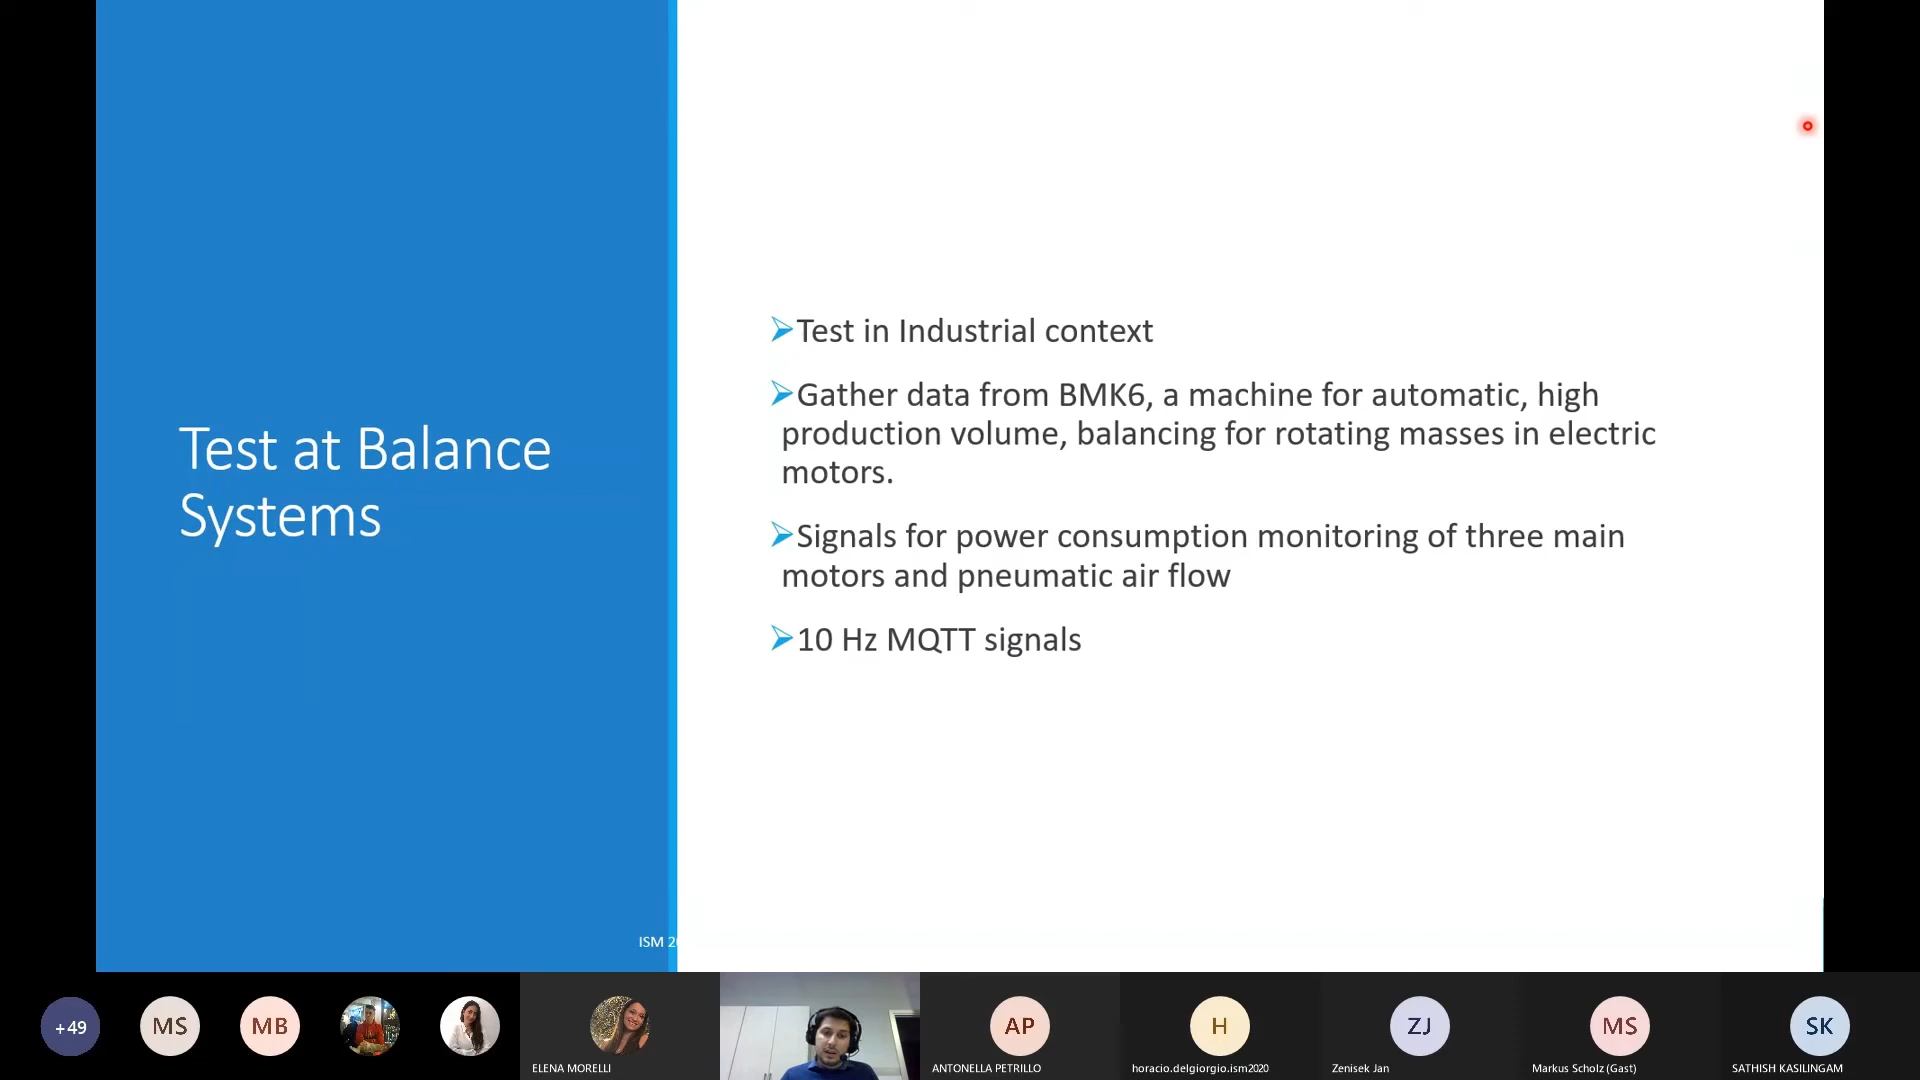 Test at Balance
Systems
Test in Industrial context
Gather data from BMK6, a machine for automatic, high
production volume, balancing for rotating masses in electric
motors.
Signals for power consumption monitoring of three main
motors and pneumatic air flow
10 Hz MQTT signals
ISM
+49
MS
MB
ELENA MORELLI
AP
ANTONELLA PETRILLO
H
horacio.delgiorgio.ism2020
ZJ
Zenisek Jan
MS
Markus Scholz (Gast)
SK
SATHISH KASILINGAM